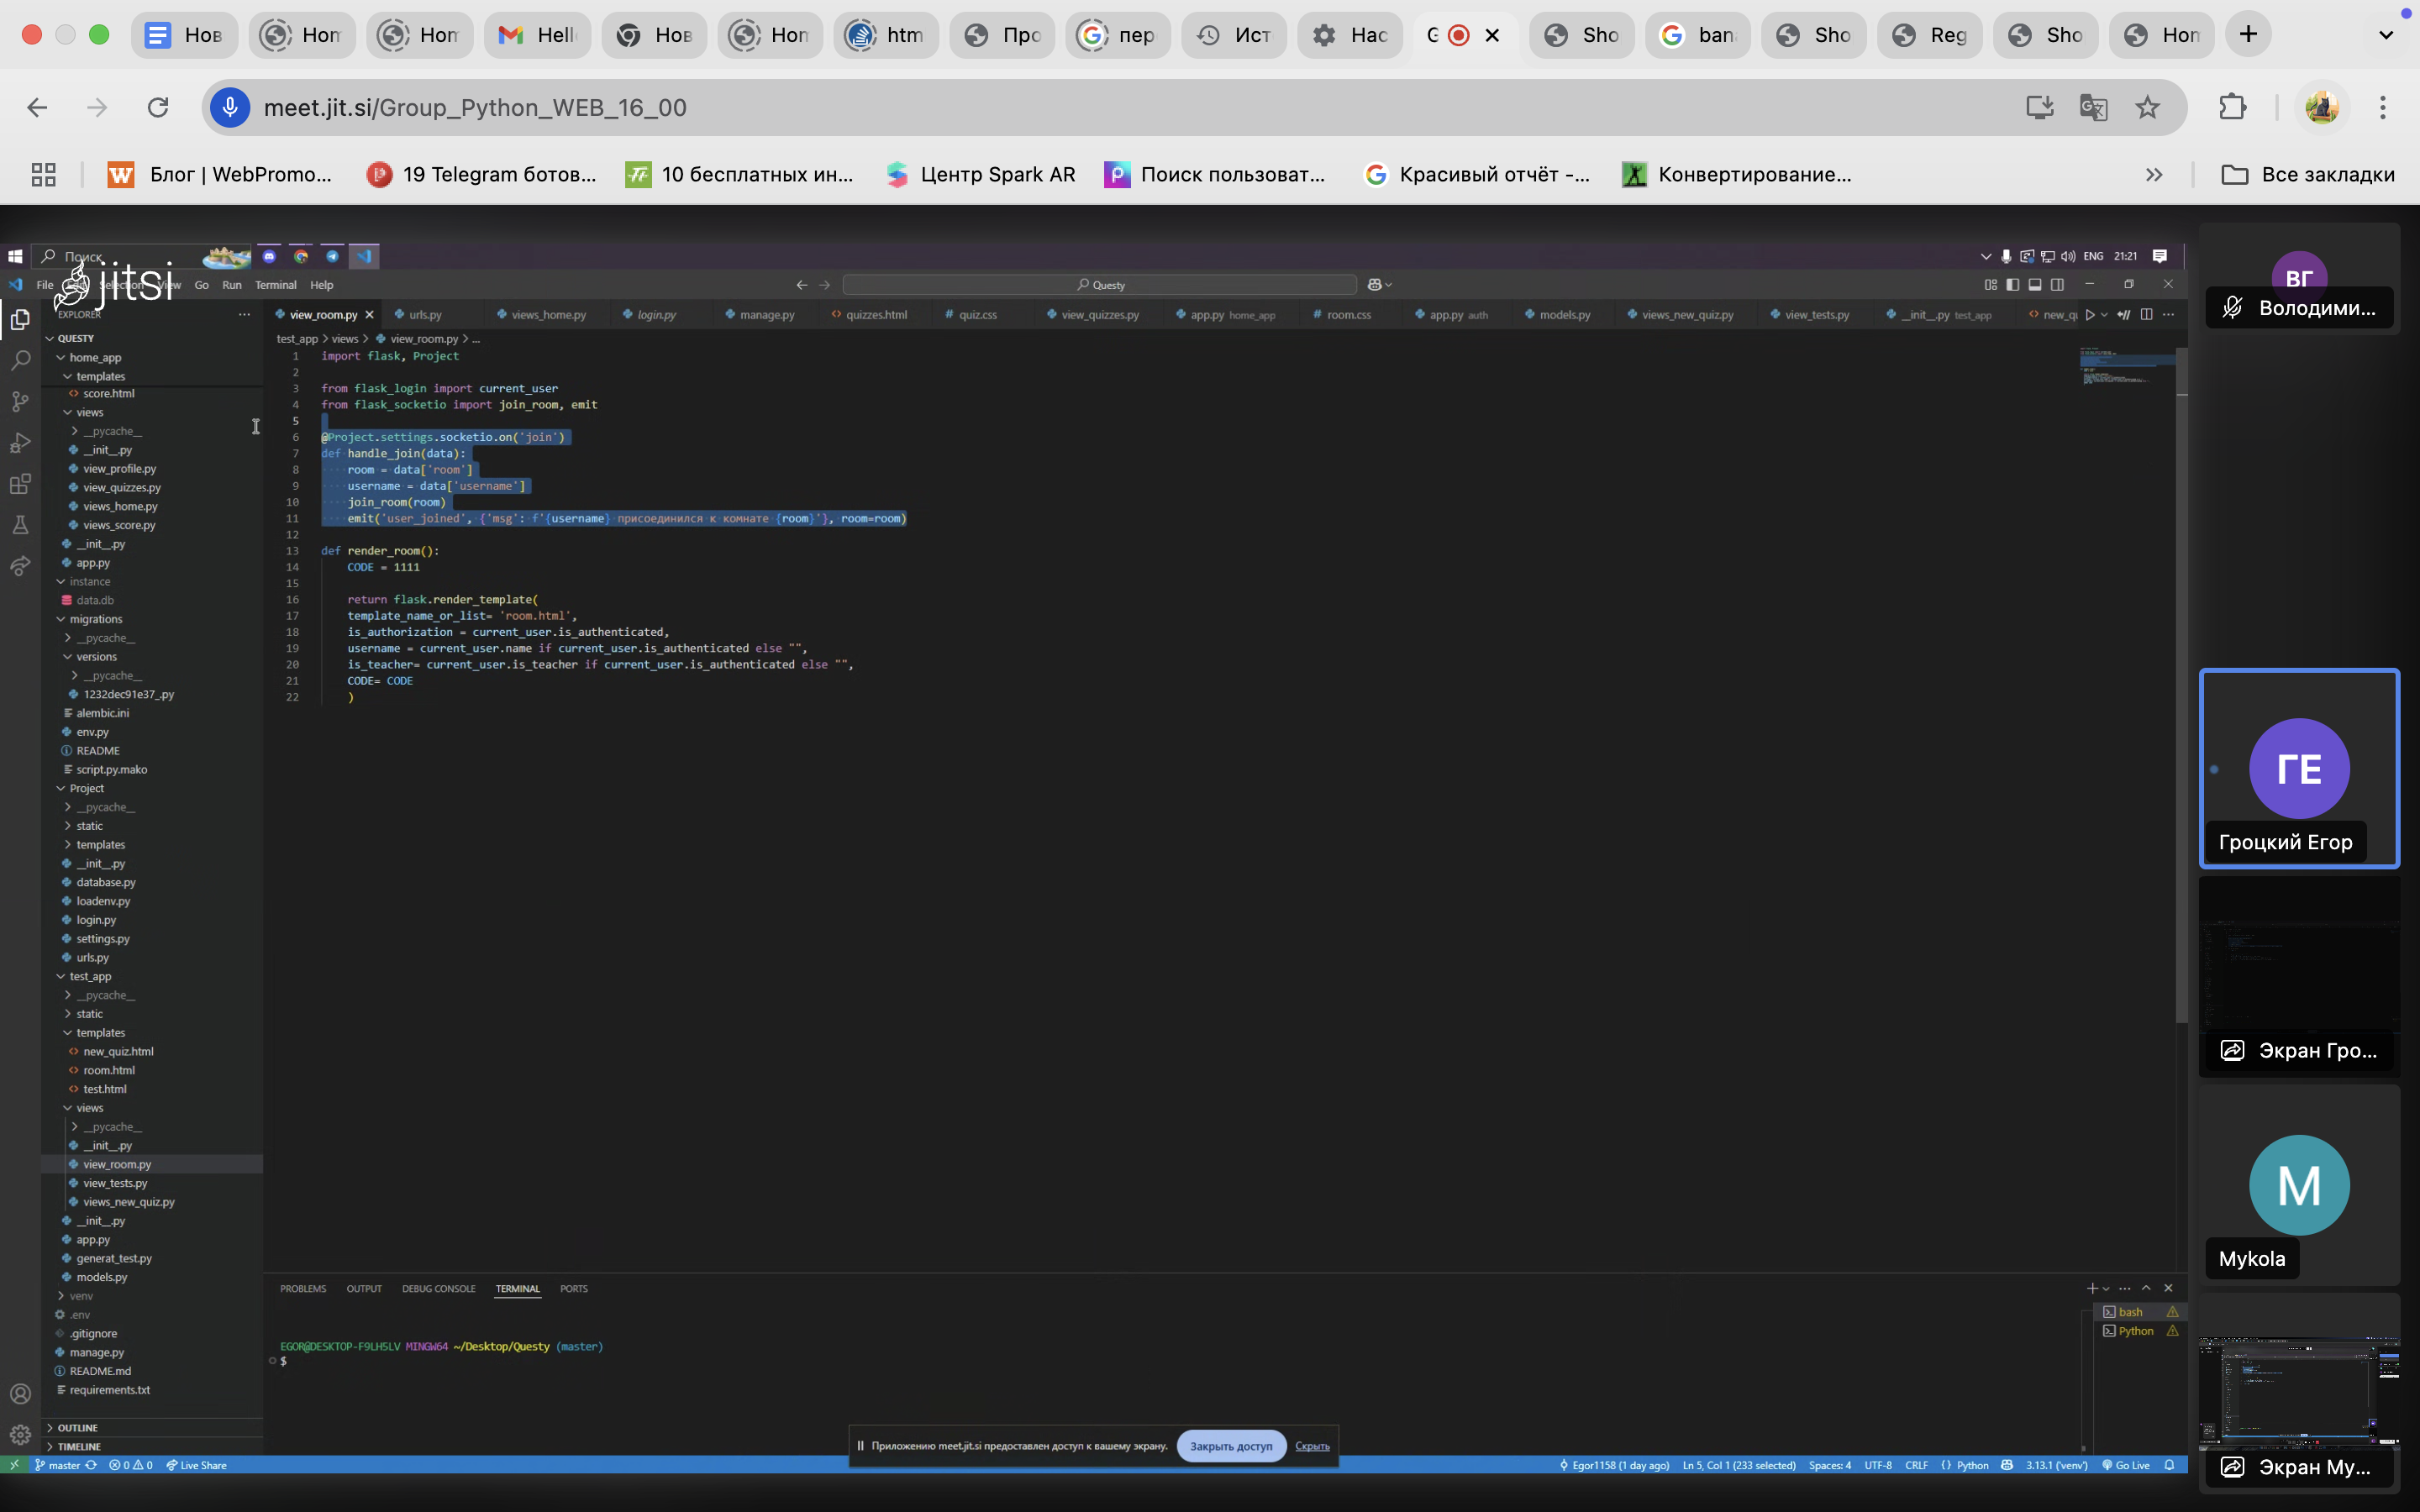 Нов
Hom
Hom
Hell
Нов
Hom
htm
Про
пер
Ист
Нас
G
Sho
ban
Sho
Reg
Sho
Hon
meet.jit.si/Group_Python_WEB_16_00
Блог | WebPromo...
19 Telegram ботов...
10 бесплатных ин...
Центр Spark AR
Поиск пользоват...
Красивый отчёт -...
Конвертирование...
Все закладки
Поиск
ENG 21:21
jitsi
File Edit Selection View Go Run Terminal Help
Questy
EXPLORER
view_room.py
urls.py
views_home.py
login.py
manage.py
quizzes.html
quiz.css
view_quizzes.py
app.py home_app
room.css
app.py auth
models.py
views_new_quiz.py
view_tests.py
__init__.py test_app
new_qu
QUESTY
home_app
templates
score.html
views
__pycache__
__init__.py
view_profile.py
view_quizzes.py
views_home.py
views_score.py
__init__.py
app.py
instance
data.db
migrations
__pycache__
versions
__pycache__
1232dec91e37_.py
alembic.ini
env.py
README
script.py.mako
Project
__pycache__
static
templates
__init__.py
database.py
loadenv.py
login.py
settings.py
urls.py
test_app
__pycache__
static
templates
new_quiz.html
room.html
test.html
views
__pycache__
__init__.py
view_room.py
view_tests.py
views_new_quiz.py
__init__.py
app.py
generat_test.py
models.py
venv
.env
.gitignore
manage.py
README.md
requirements.txt
OUTLINE
TIMELINE
test_app > views > view_room.py > ...
1 import flask, Project
2
3 from flask_login import current_user
4 from flask_socketio import join_room, emit
5
6 @Project.settings.socketio.on('join')
7 def handle_join(data):
8 room = data['room']
9 username = data['username']
10 join_room(room)
11 emit('user_joined', {'msg': f'{username} присоединился к комнате {room}'}, room=room)
12
13 def render_room():
14 CODE = 1111
15
16 return flask.render_template(
17 template_name_or_list= 'room.html',
18 is_authorization = current_user.is_authenticated,
19 username = current_user.name if current_user.is_authenticated else "",
20 is_teacher= current_user.is_teacher if current_user.is_authenticated else "",
21 CODE= CODE
22 )
PROBLEMS OUTPUT DEBUG CONSOLE TERMINAL PORTS
bash
Python
EGOR@DESKTOP-F9LH5LV MINGW64 ~/Desktop/Questy (master)
$
Приложению meet.jit.si предоставлен доступ к вашему экрану.
Закрыть доступ
Скрыть
master
0 0
Live Share
Egor1158 (1 day ago)
Ln 5, Col 1 (233 selected)
Spaces: 4
UTF-8
CRLF
Python
3.13.1 ('venv')
Go Live
ВГ
Володими...
ГЕ
Гроцкий Егор
Экран Гро...
M
Mykola
Экран Му...